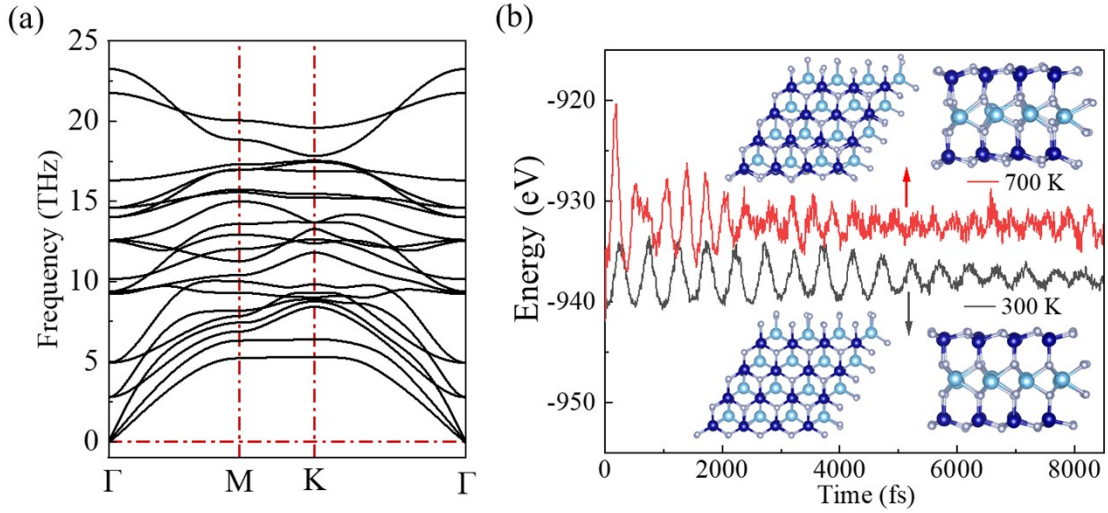 (a)
25
20
15
10
5
0
Frequency (THz)
Γ
M
K
Γ
(b)
-920
-930
-940
-950
Energy (eV)
700 K
300 K
0
2000
4000
6000
8000
Time (fs)